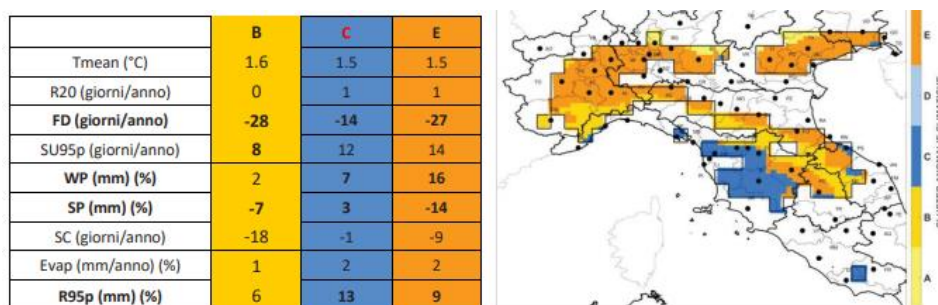 B C E
Tmean (°C) 1.6 1.5 1.5
R20 (giorni/anno) 0 1 1
FD (giorni/anno) -28 -14 -27
SU95p (giorni/anno) 8 12 14
WP (mm) (%) 2 7 16
SP (mm) (%) -7 3 -14
SC (giorni/anno) -18 -1 -9
Evap (mm/anno) (%) 1 2 2
R95p (mm) (%) 6 13 9
E
D
C
B
A